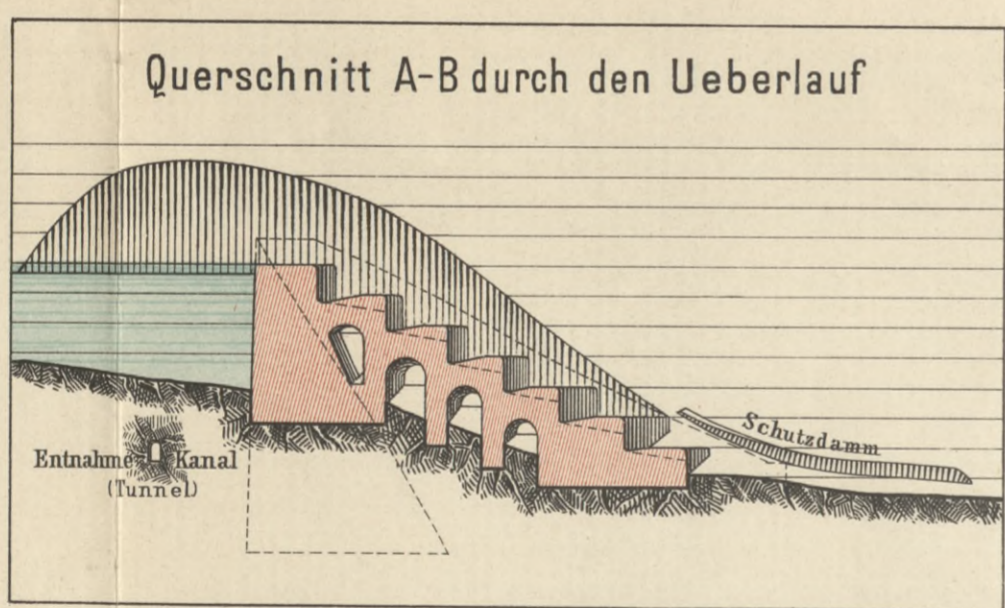 Querschnitt A-B durch den Ueberlauf
Schutzdamm
Entnahme-Kanal
(Tunnel)